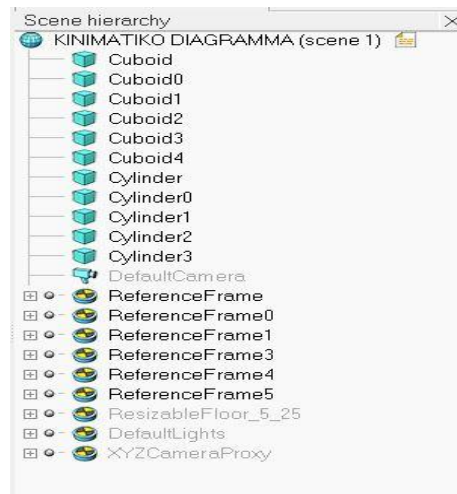 Scene hierarchy
KINIMATIKO DIAGRAMMA (scene 1)
Cuboid
Cuboid0
Cuboid1
Cuboid2
Cuboid3
Cuboid4
Cylinder
Cylinder0
Cylinder1
Cylinder2
Cylinder3
DefaultCamera
ReferenceFrame
ReferenceFrame0
ReferenceFrame1
ReferenceFrame3
ReferenceFrame4
ReferenceFrame5
ResizableFloor_5_25
DefaultLights
XYZCameraProxy